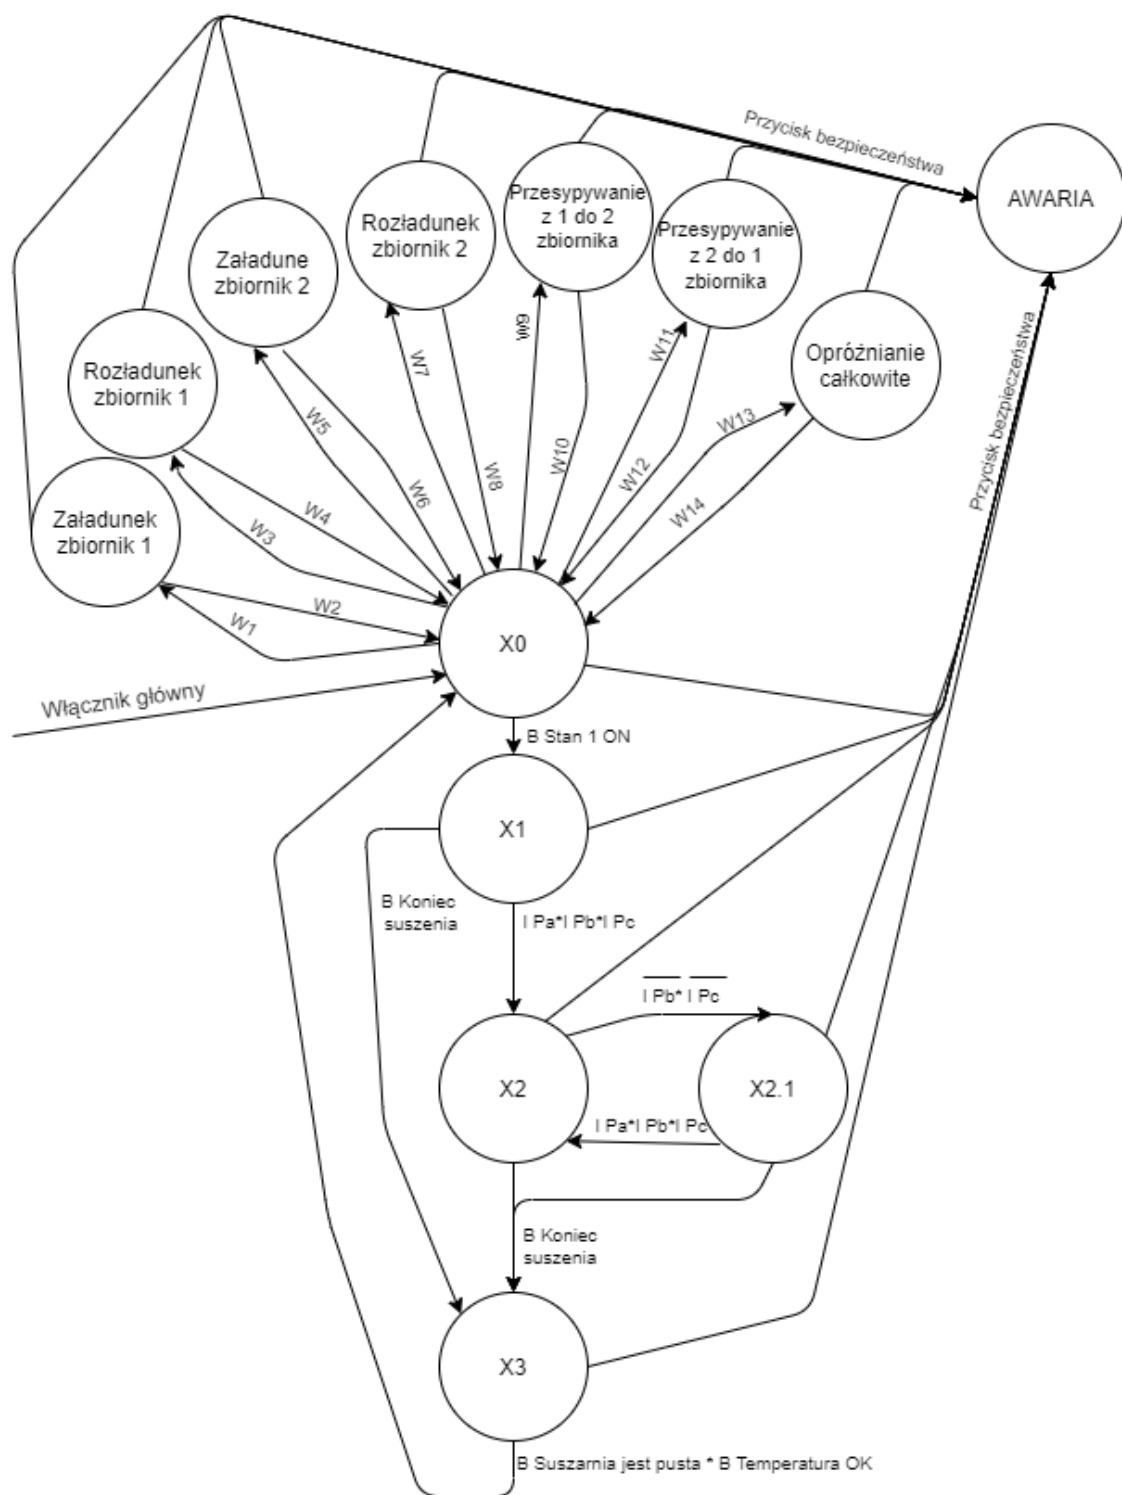 Przycisk bezpieczeństwa
AWARIA
Rozładunek
zbiornik 2
Przesypywanie
z 1 do 2
zbiornika
Przesypywanie
z 2 do 1
zbiornika
Załadune
zbiornik 2
Opróżnianie
całkowite
Rozładunek
zbiornik 1
Załadunek
zbiornik 1
W1
W2
W3
W4
W5
W6
W7
W8
W10
W11
W12
W13
W14
Przycisk bezpieczeństwa
Włącznik główny
X0
B Stan 1 ON
X1
B Koniec
suszenia
I Pa*I Pb*I Pc
I Pb* I Pc
X2
X2.1
I Pa*I Pb*I Pc
B Koniec
suszenia
X3
B Suszarnia jest pusta * B Temperatura OK